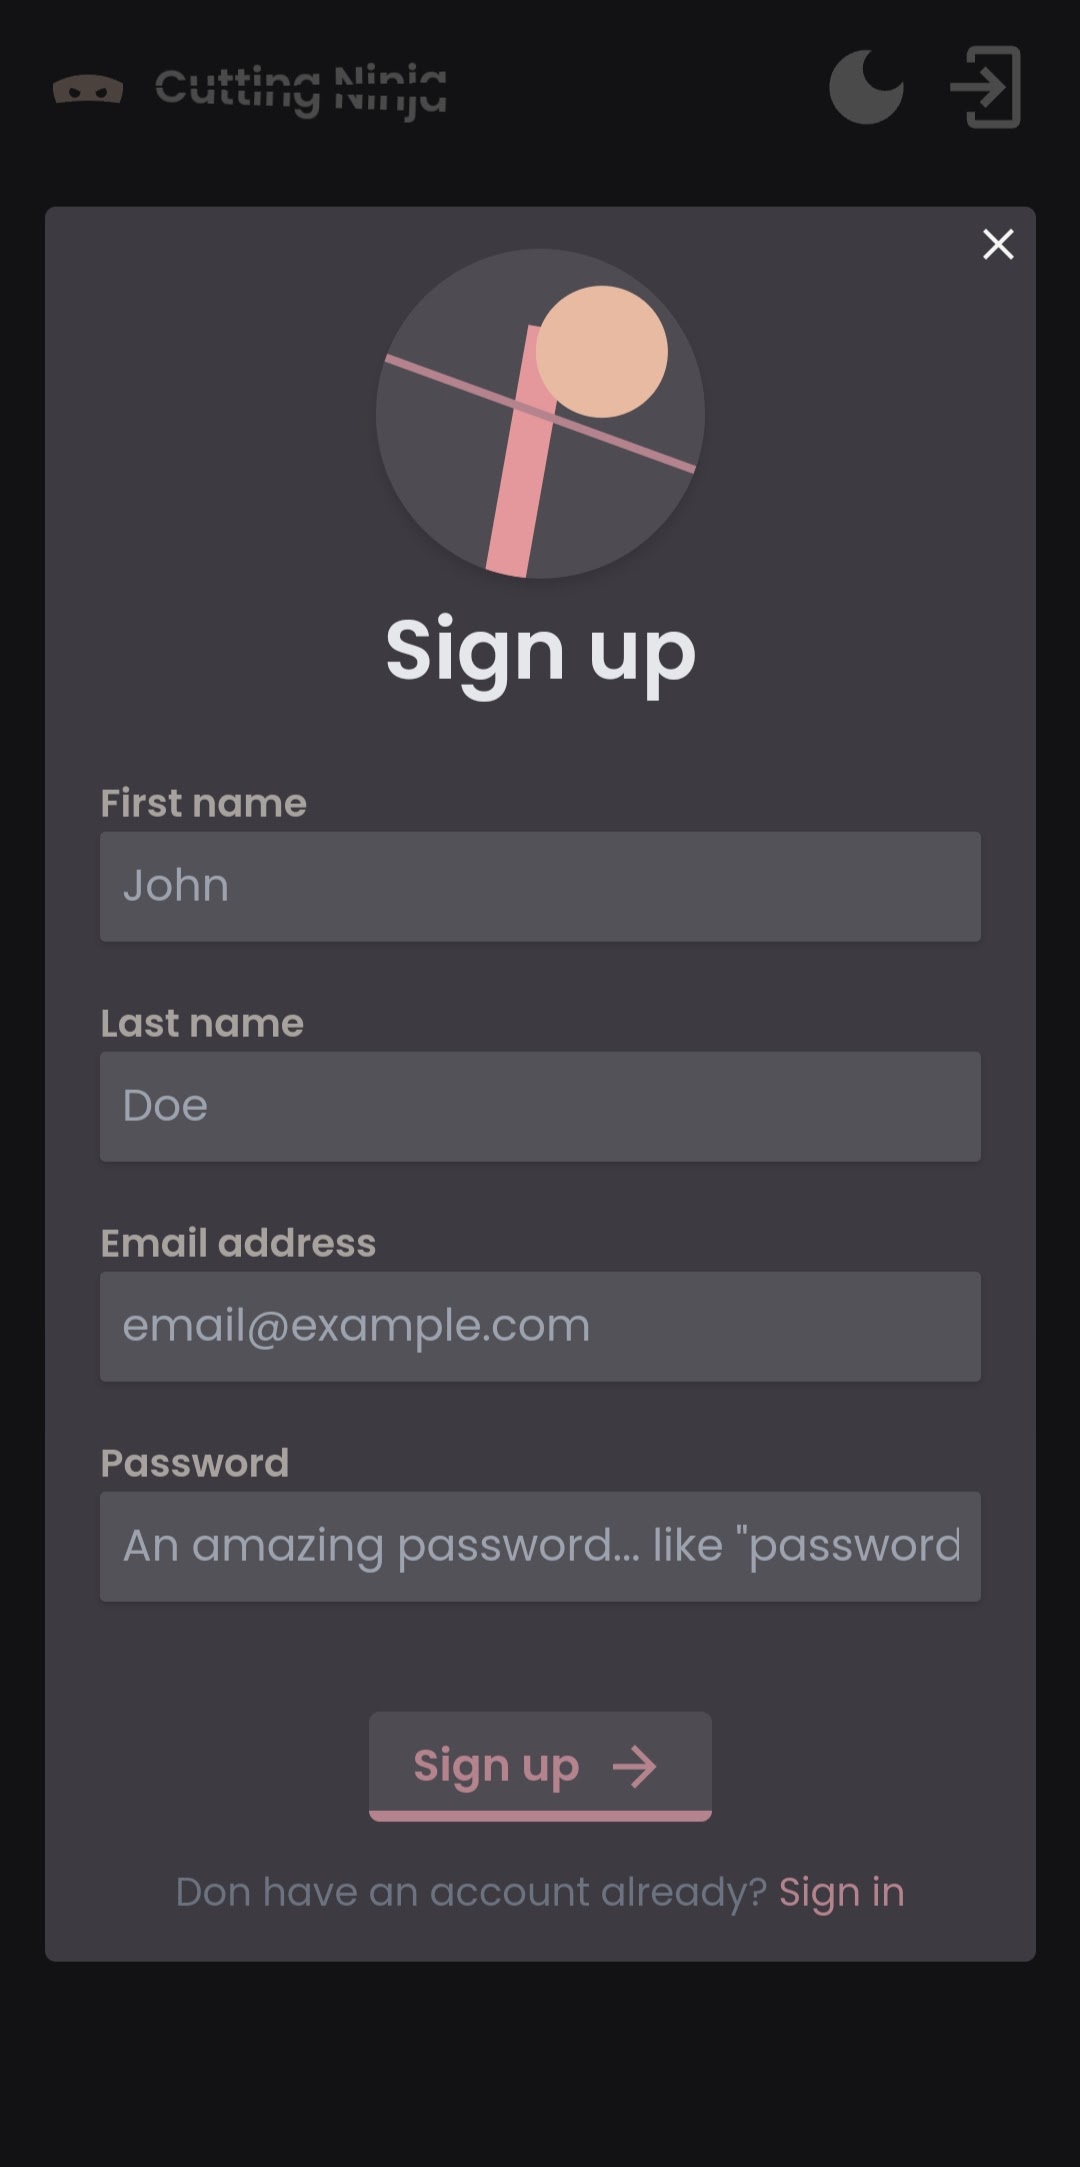 Cutting Ninja
Sign up
First name
John
Last name
Doe
Email address
email@example.com
Password
An amazing password... like "password
Sign up
Don have an account already? Sign in